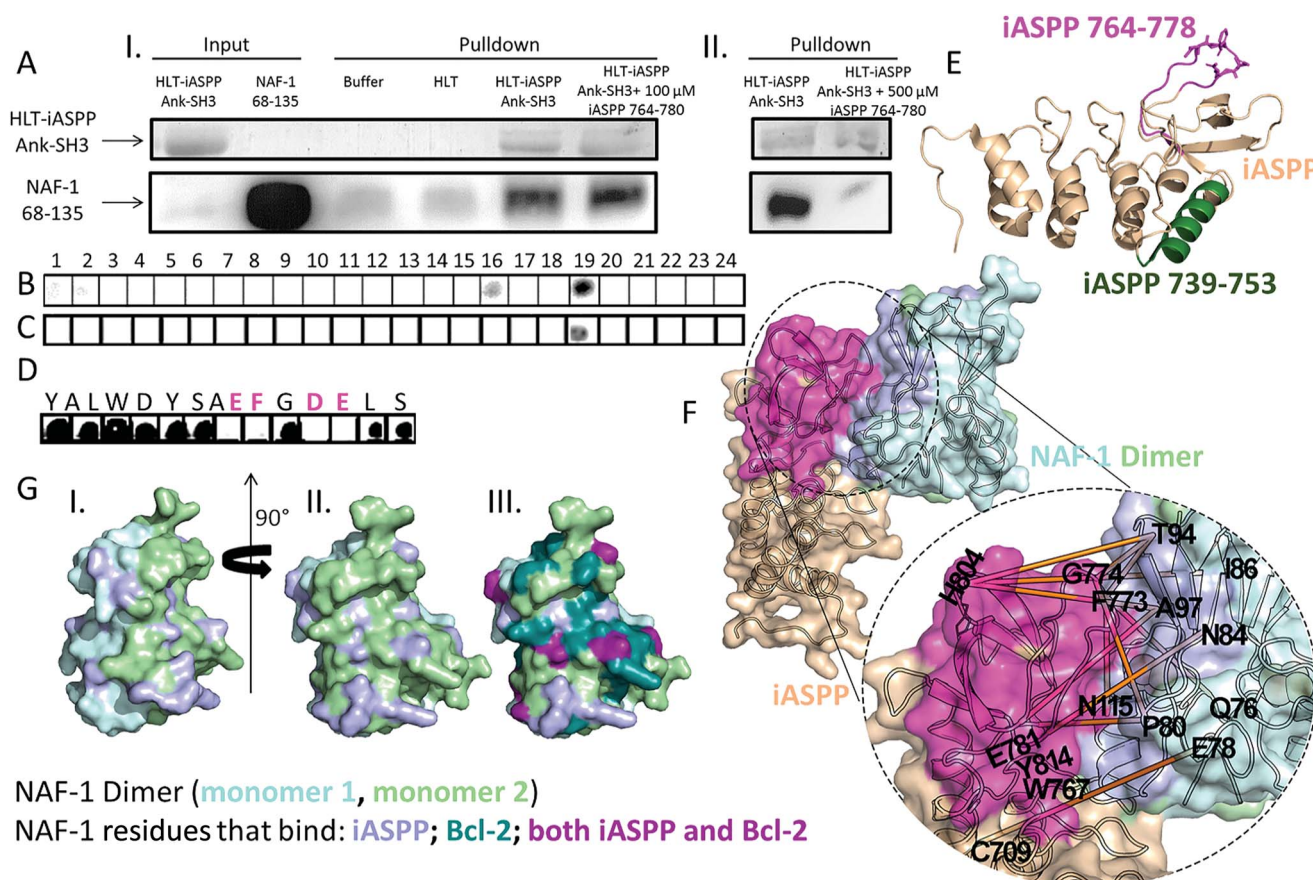 A
I.
Input
Pulldown
HLT-iASPP
Ank-SH3
NAF-1
68-135
Buffer
HLT
HLT-iASPP
Ank-SH3
HLT-iASPP
Ank-SH3+ 100 μM
iASPP 764-780
HLT-iASPP
Ank-SH3
NAF-1
68-135
II.
Pulldown
HLT-iASPP
Ank-SH3
HLT-iASPP
Ank-SH3 + 500 μM
iASPP 764-780
E
iASPP 764-778
iASPP
iASPP 739-753
1 2 3 4 5 6 7 8 9 10 11 12 13 14 15 16 17 18 19 20 21 22 23 24
B
C
D
Y A L W D Y S A E F G D E L S
F
NAF-1 Dimer
iASPP
H804
G774
F773
T94
I86
A97
N84
N115
P80
Q76
E78
E781
Y814
W767
C709
G
I.
90°
II.
III.
NAF-1 Dimer (monomer 1, monomer 2)
NAF-1 residues that bind: iASPP; Bcl-2; both iASPP and Bcl-2